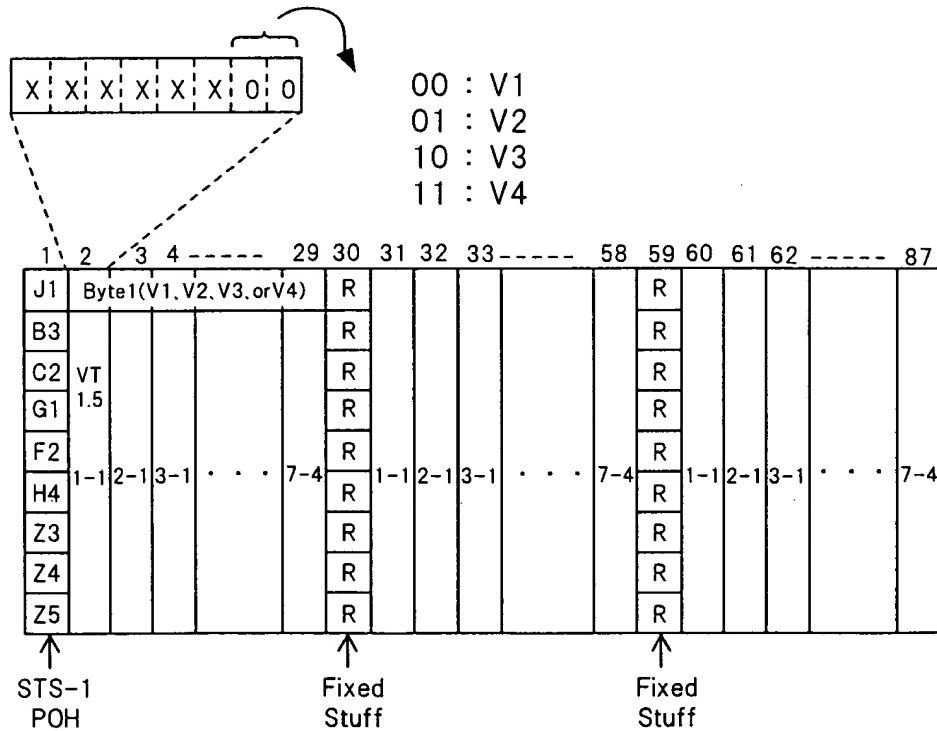 X X X X X X 0 0
00 : V1
01 : V2
10 : V3
11 : V4
1 2 3 4 ------ 29 30 31 32 33 ----- 58 59 60 61 62 ----- 87
J1 Byte1(V1、V2、V3、orV4) R R
B3 R R
C2 VT R R
G1 1.5 R R
F2 R R
1-1 2-1 3-1 · · · 7-4 1-1 2-1 3-1 · · · 7-4 1-1 2-1 3-1 · · · 7-4
H4 R R
Z3 R R
Z4 R R
Z5 R R
STS-1 Fixed Fixed
POH Stuff Stuff